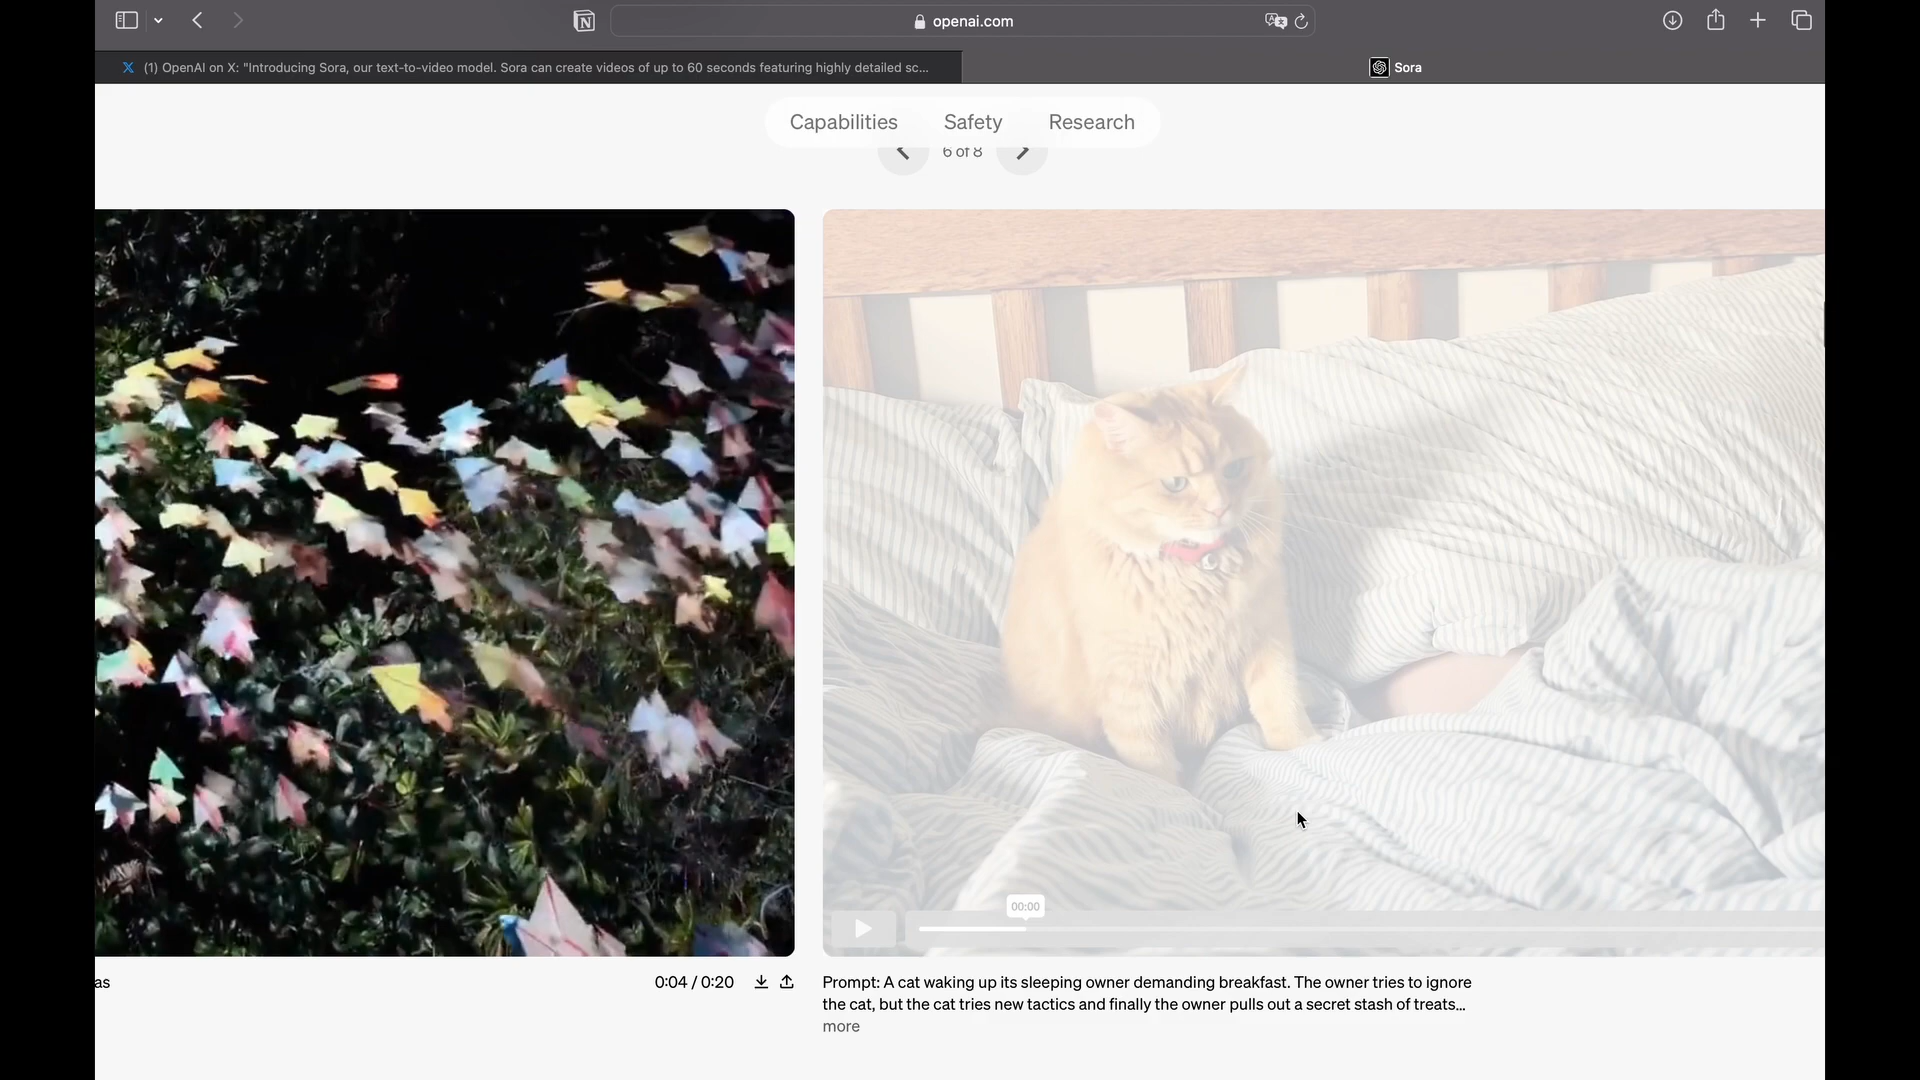 openai.com
(1) OpenAI on X: "Introducing Sora, our text-to-video model. Sora can create videos of up to 60 seconds featuring highly detailed sc...
Sora
Capabilities Safety Research
6 of 8
00:00
as
0:04 / 0:20
Prompt: A cat waking up its sleeping owner demanding breakfast. The owner tries to ignore
the cat, but the cat tries new tactics and finally the owner pulls out a secret stash of treats...
more